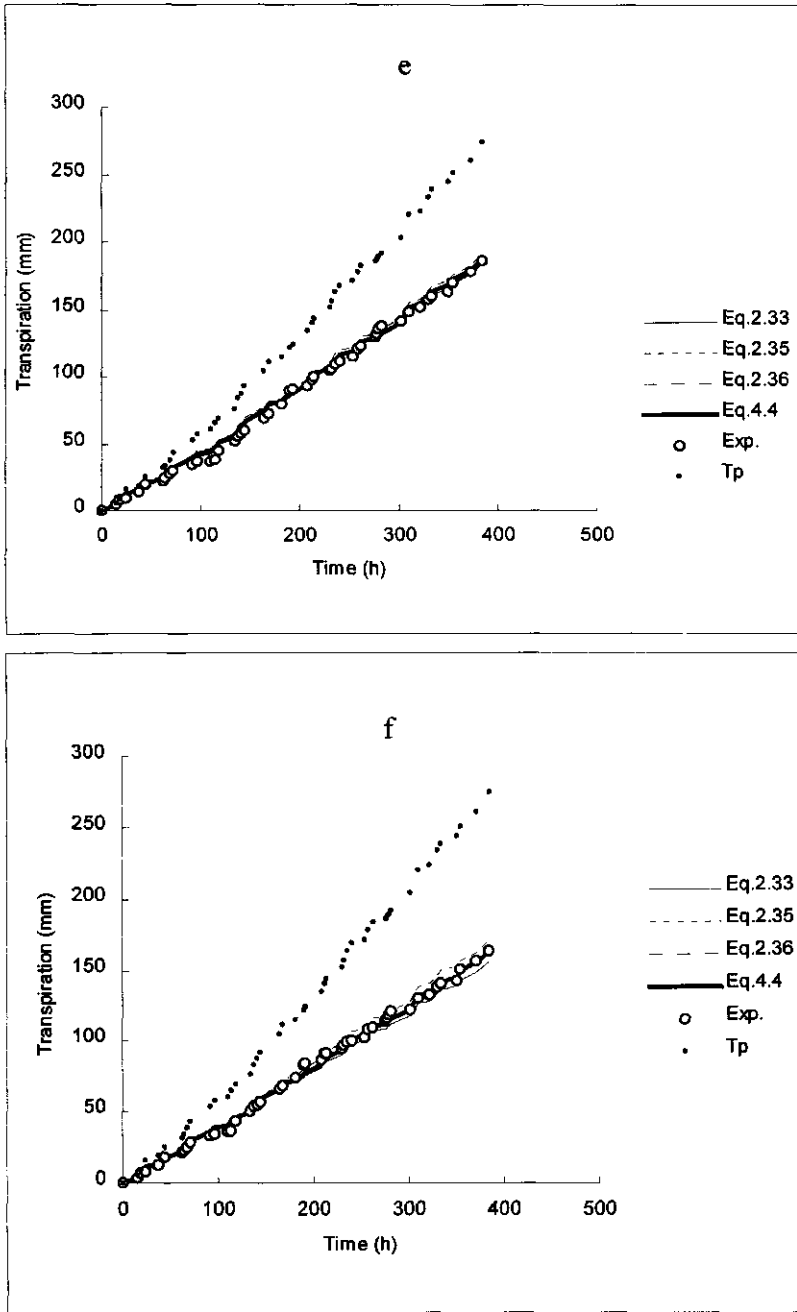 e
300
250
200
150
100
50
0
Transpiration (mm)
0 100 200 300 400 500
Time (h)
Eq.2.33
Eq.2.35
Eq.2.36
Eq.4.4
Exp.
Tp
f
300
250
200
150
100
50
0
Transpiration (mm)
0 100 200 300 400 500
Time (h)
Eq.2.33
Eq.2.35
Eq.2.36
Eq.4.4
Exp.
Tp